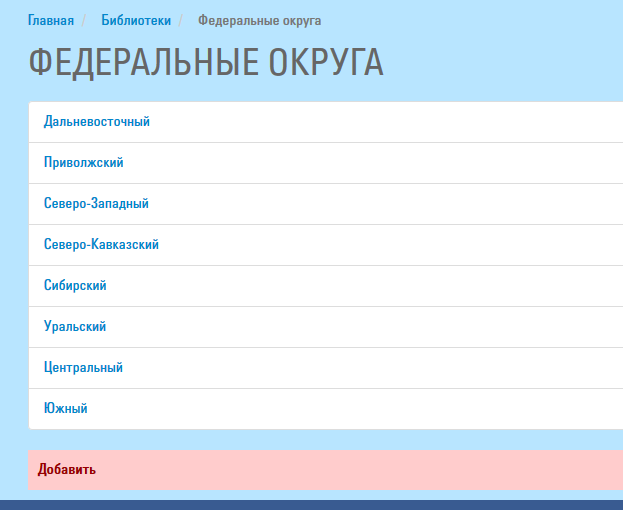 Главная / Библиотеки / Федеральные округа
ФЕДЕРАЛЬНЫЕ ОКРУГА
Дальневосточный
Приволжский
Северо-Западный
Северо-Кавказский
Сибирский
Уральский
Центральный
Южный
Добавить